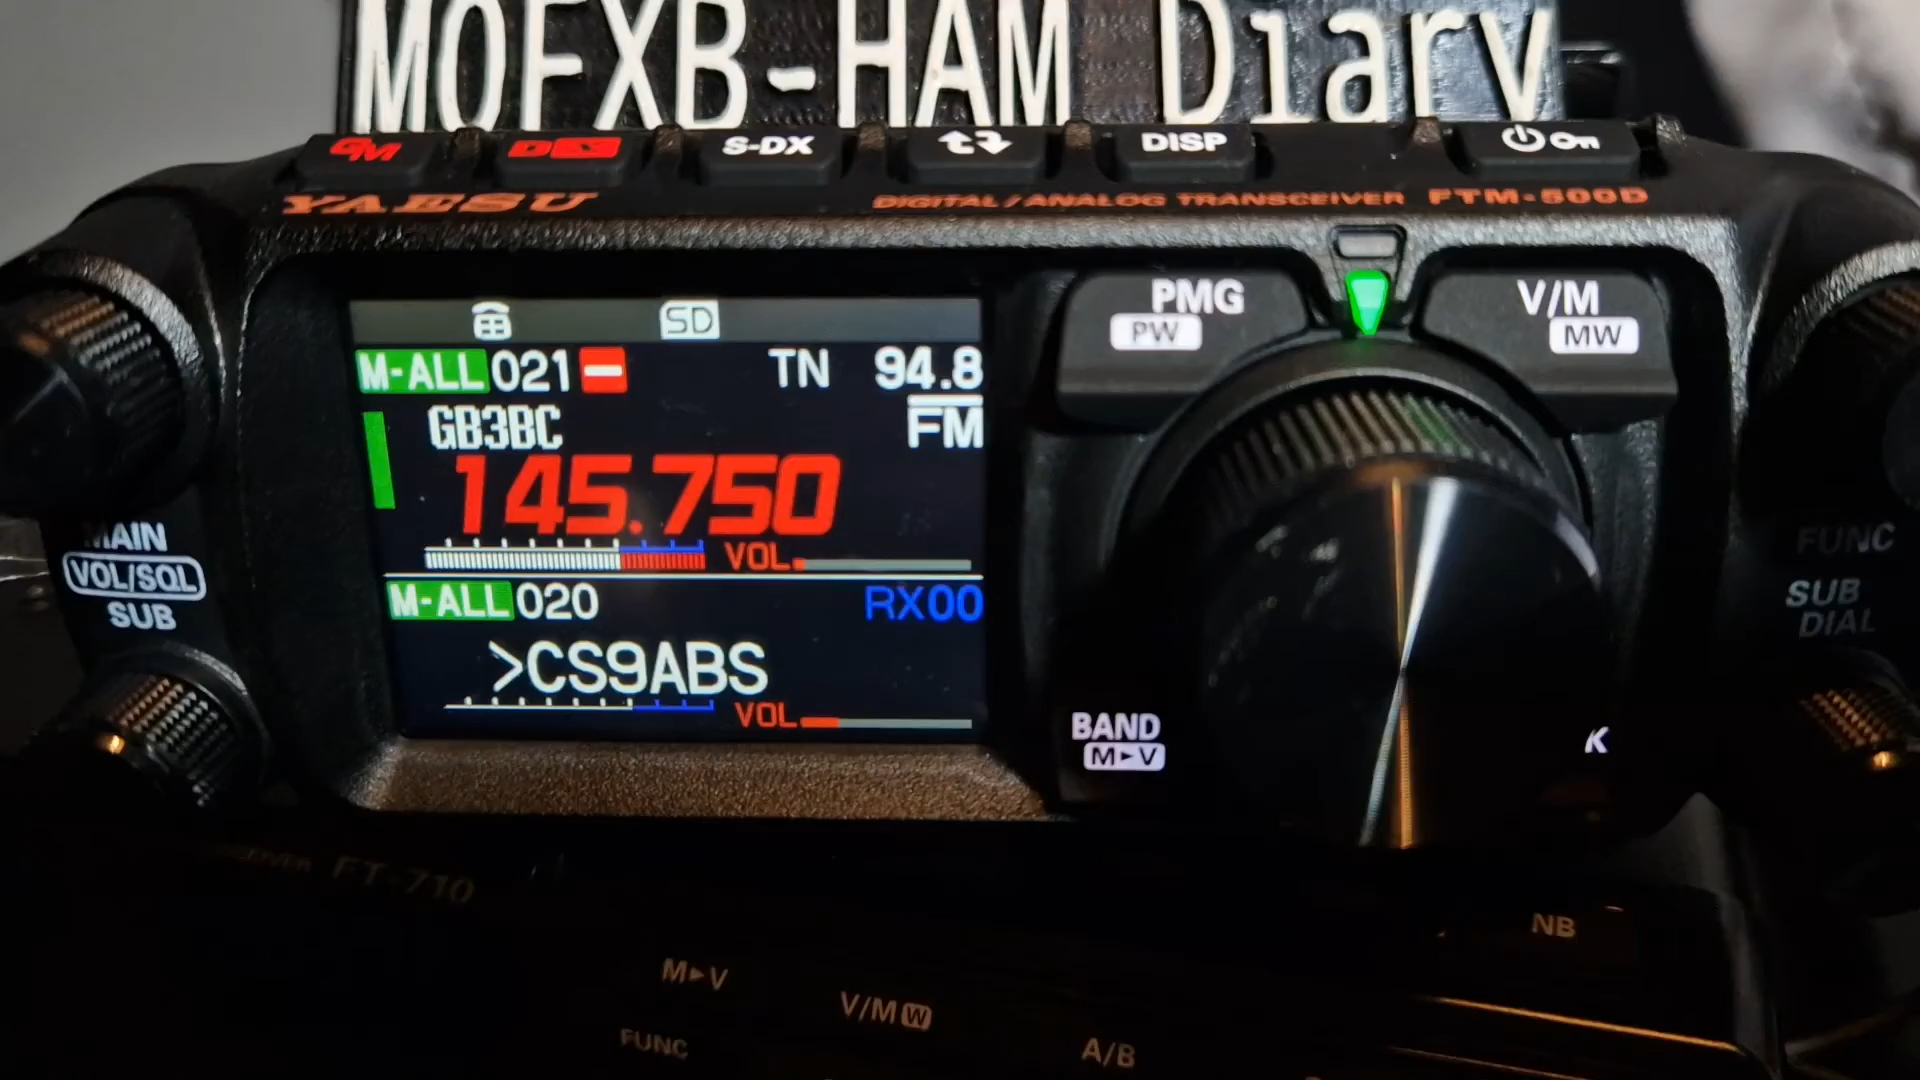 M0FXB-HAM Diary
GM DX S-DX DISP
YAESU DIGITAL/ANALOG TRANSCEIVER FTM-500D
SD
PMG V/M
PW MW
M-ALL 021 TN 94.8
GB3BC FM
145.750
VOL
MAIN
VOL/SQL
SUB
M-ALL 020 RX00
>CS9ABS
VOL
FUNC
SUB
DIAL
BAND K
M►V
FT-710
NB
M►V
V/M W
FUNC
A/B